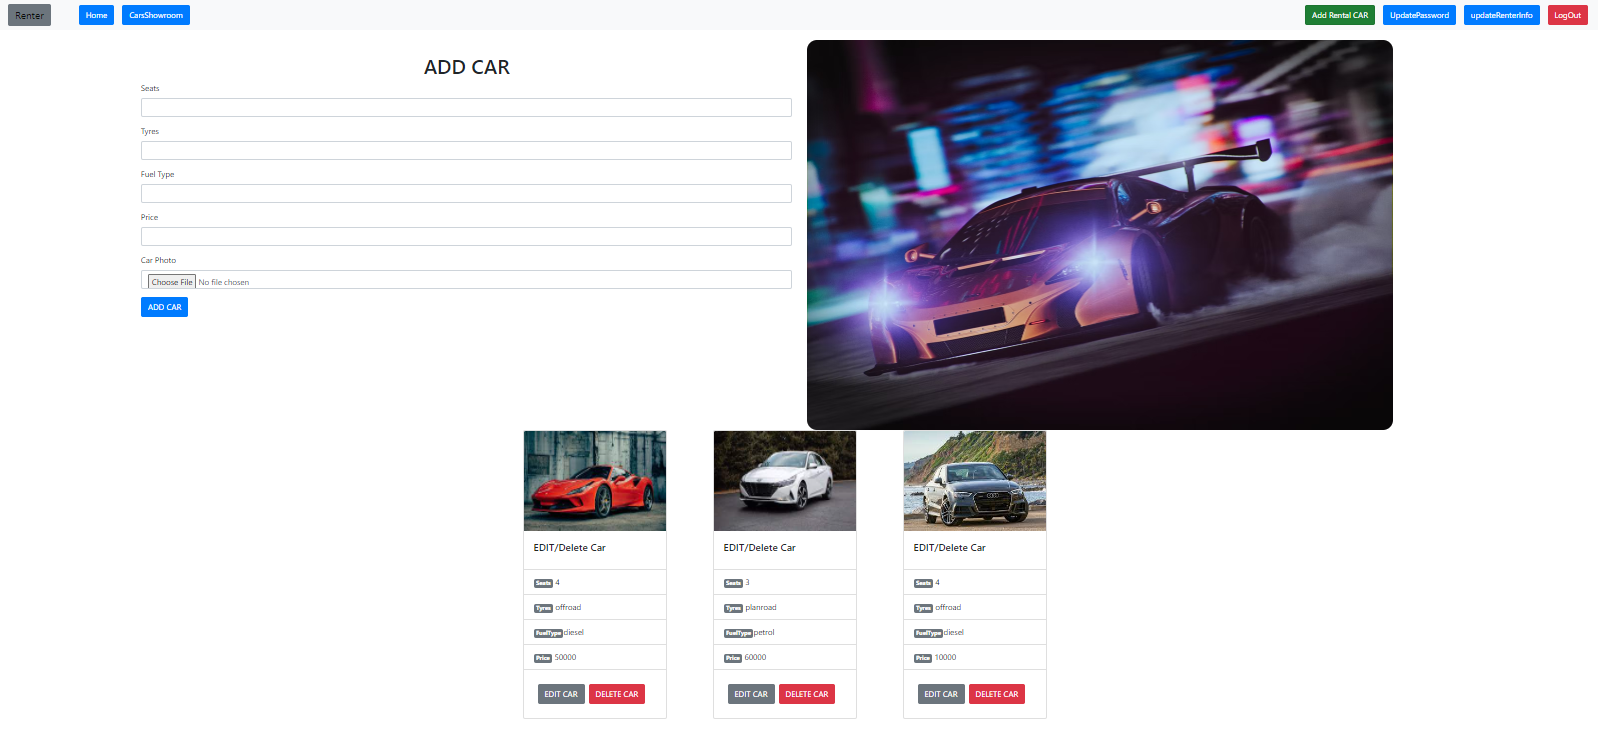 Renter Home CarsShowroom Add Rental CAR UpdatePassword updateRenterInfo LogOut
ADD CAR
Seats
Tyres
Fuel Type
Price
Car Photo
Choose File No file chosen
ADD CAR
EDIT/Delete Car
Seats 4
Tyres offroad
FuelType diesel
Price 50000
EDIT CAR DELETE CAR
EDIT/Delete Car
Seats 3
Tyres planroad
FuelType petrol
Price 60000
EDIT CAR DELETE CAR
EDIT/Delete Car
Seats 4
Tyres offroad
FuelType diesel
Price 10000
EDIT CAR DELETE CAR